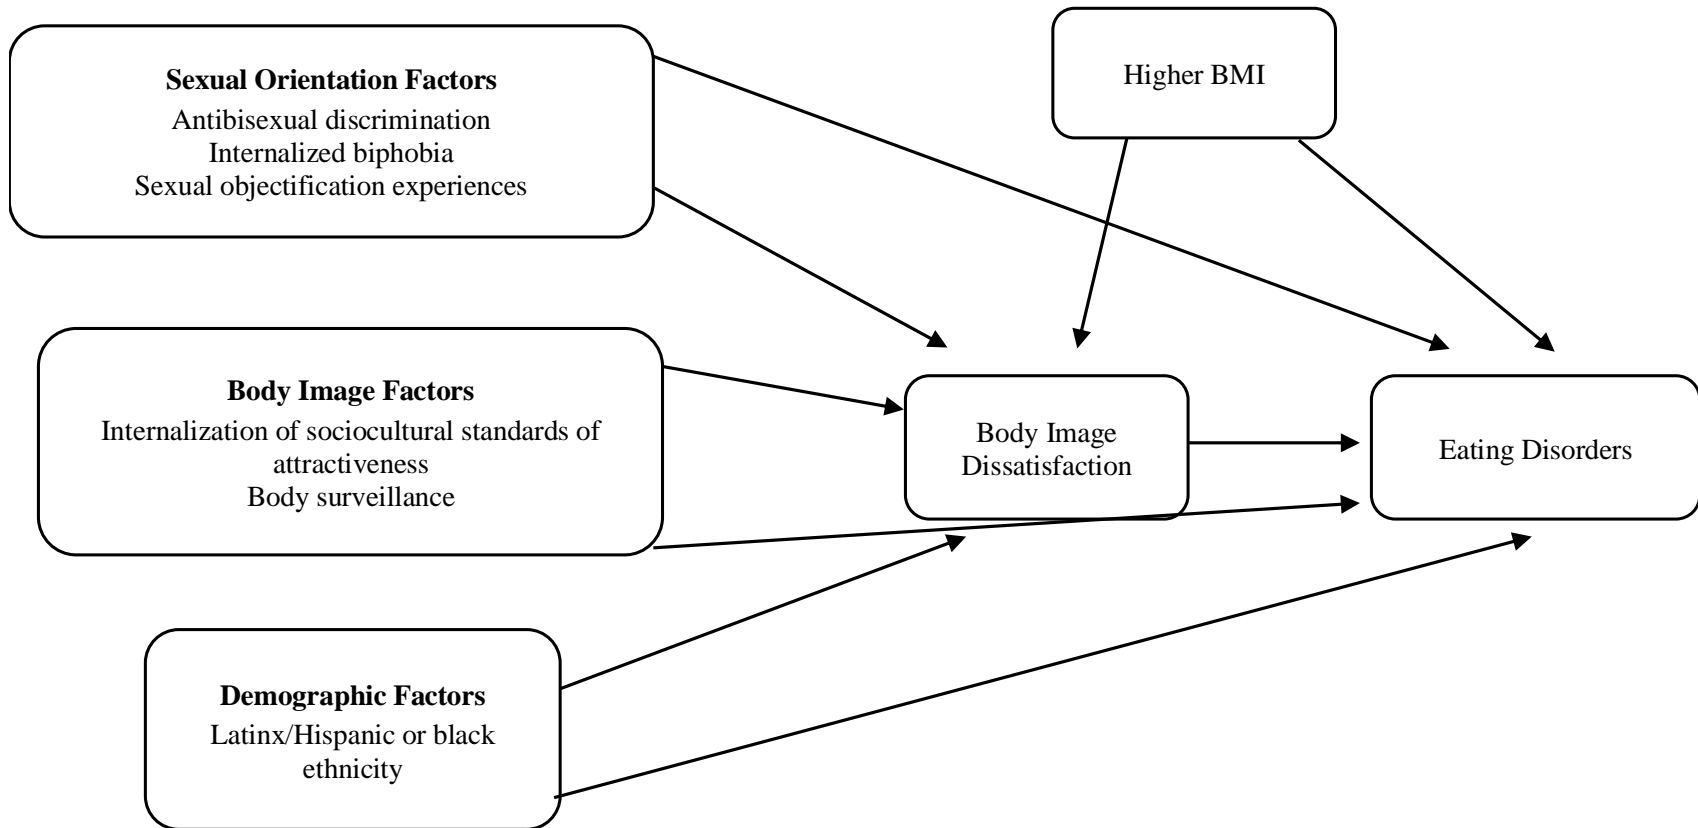 Sexual Orientation Factors
Antibisexual discrimination
Internalized biphobia
Sexual objectification experiences
Higher BMI
Body Image Factors
Internalization of sociocultural standards of
attractiveness
Body surveillance
Body Image
Dissatisfaction
Eating Disorders
Demographic Factors
Latinx/Hispanic or black
ethnicity